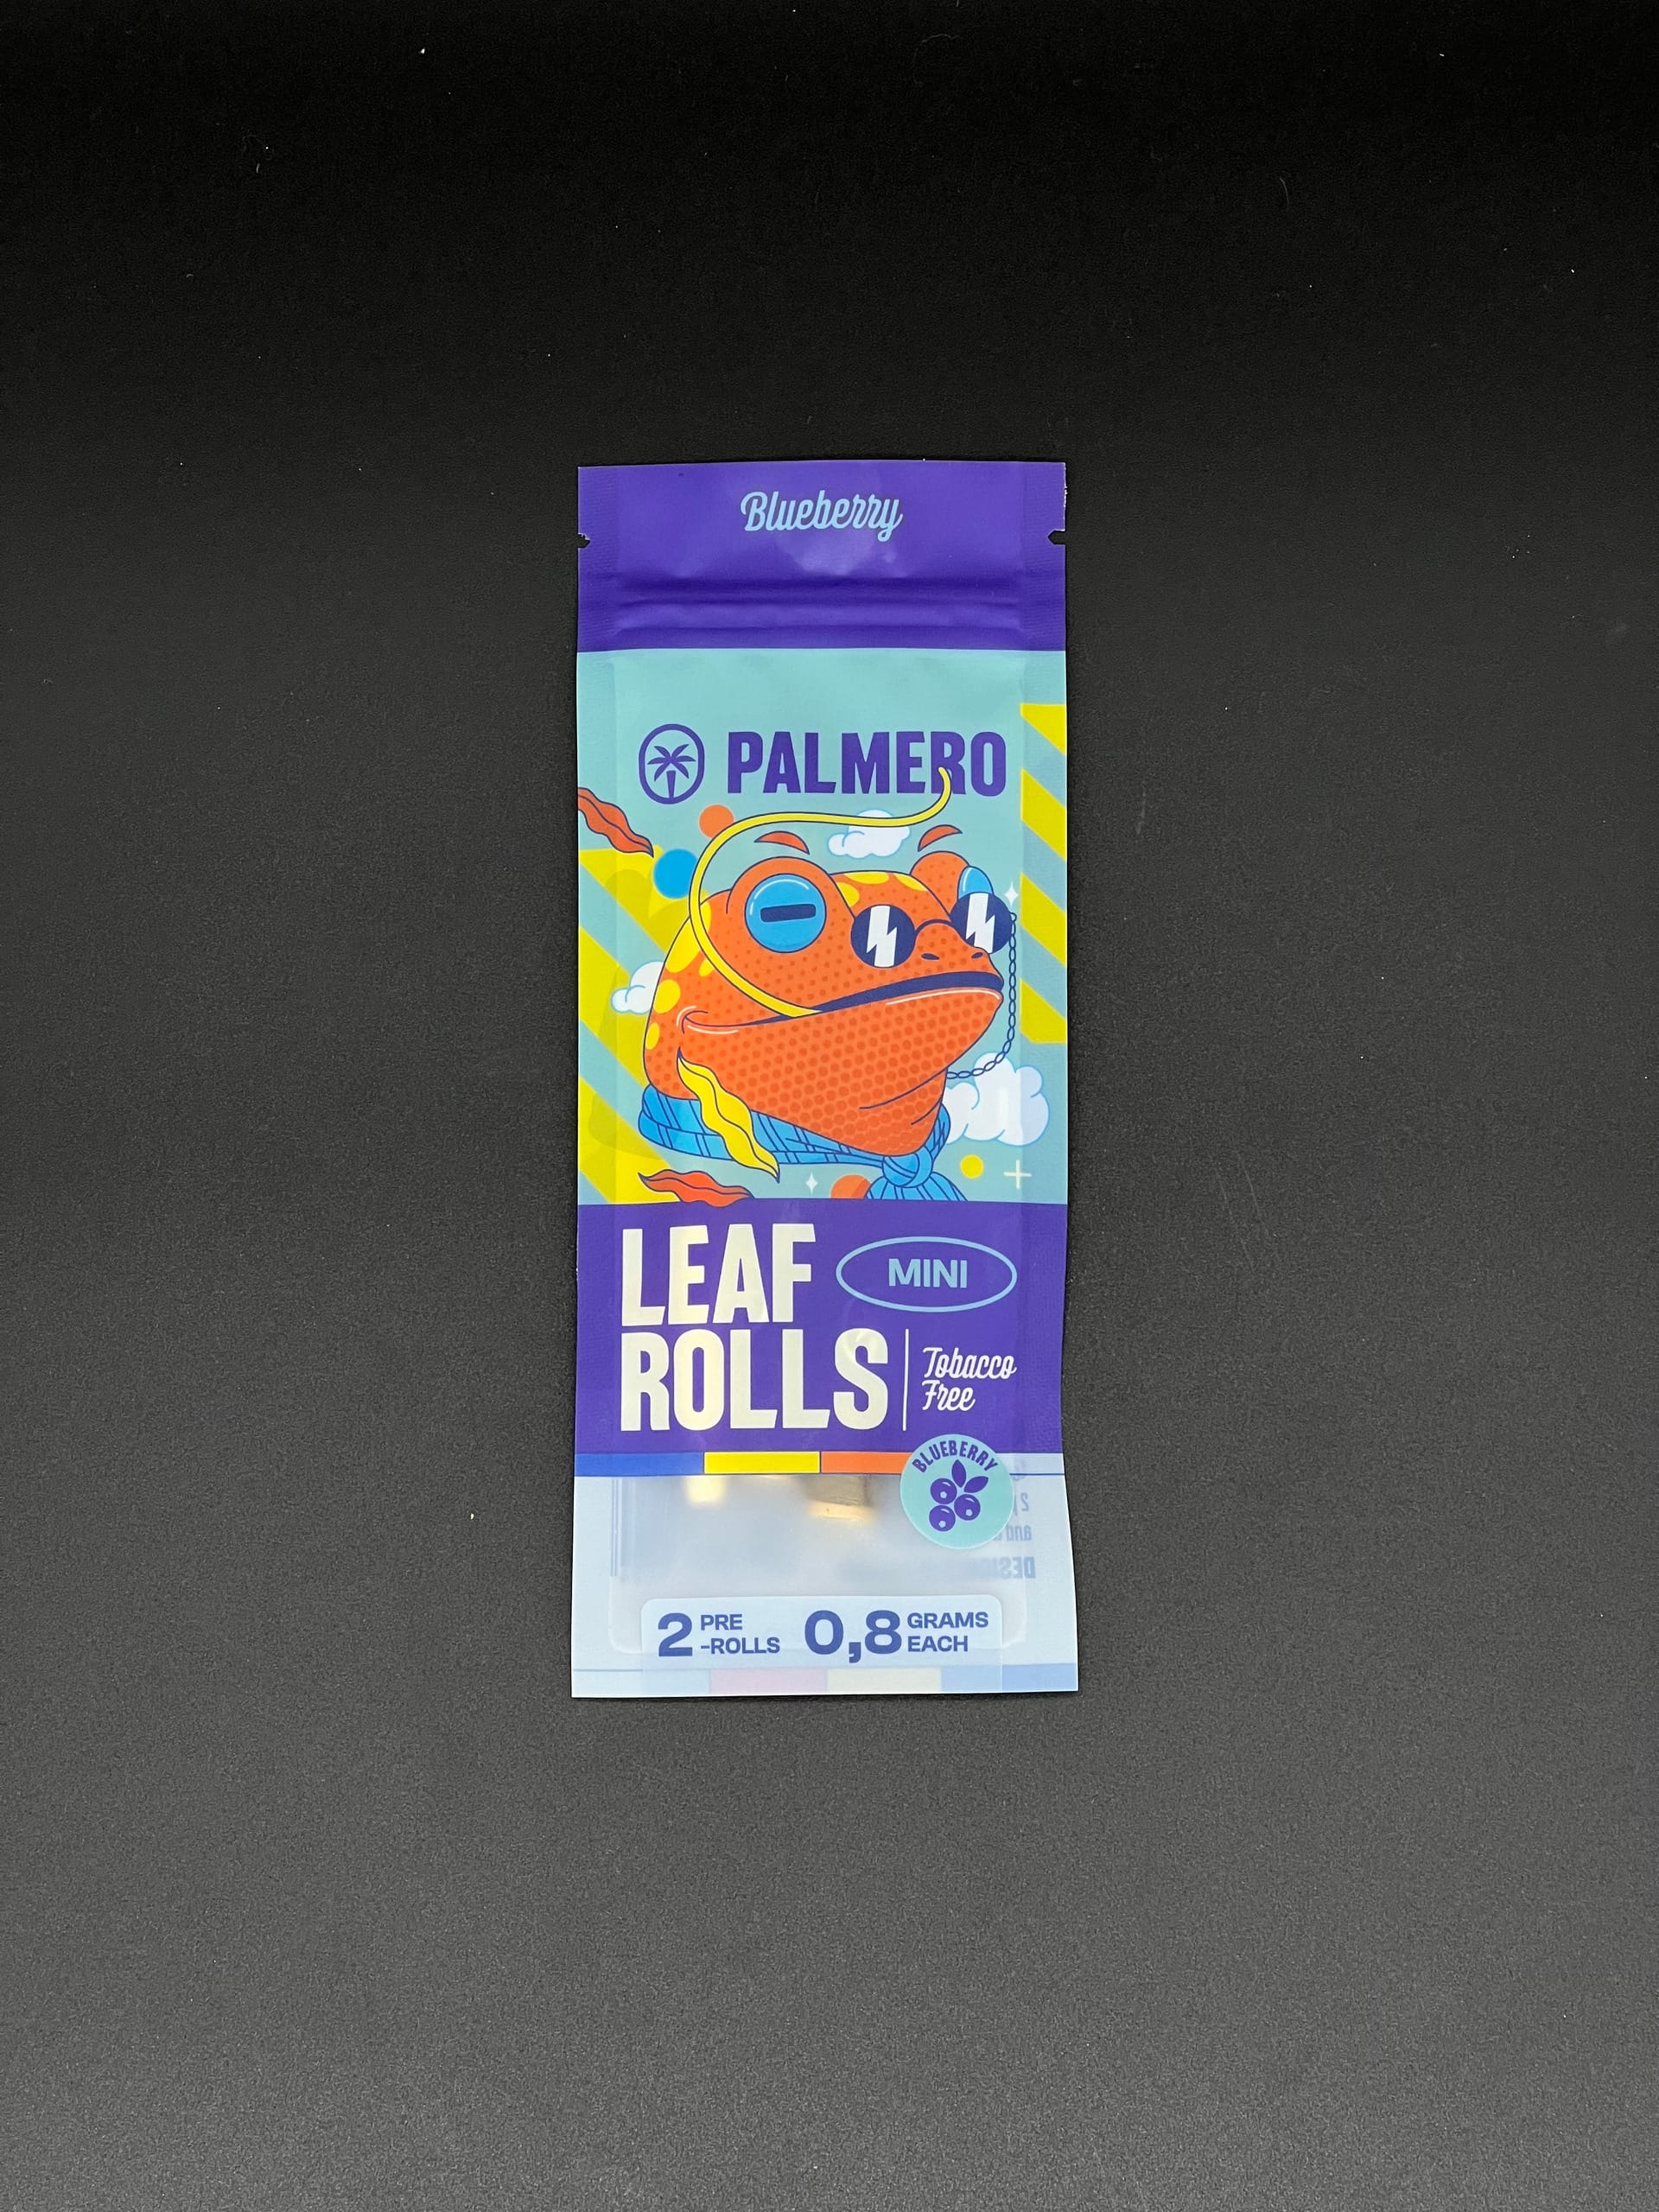 Blueberry
PALMERO
LEAF
ROLLS
MINI
Tobacco
Free
BLUEBERRY
2 PRE
-ROLLS
0,8 GRAMS
EACH